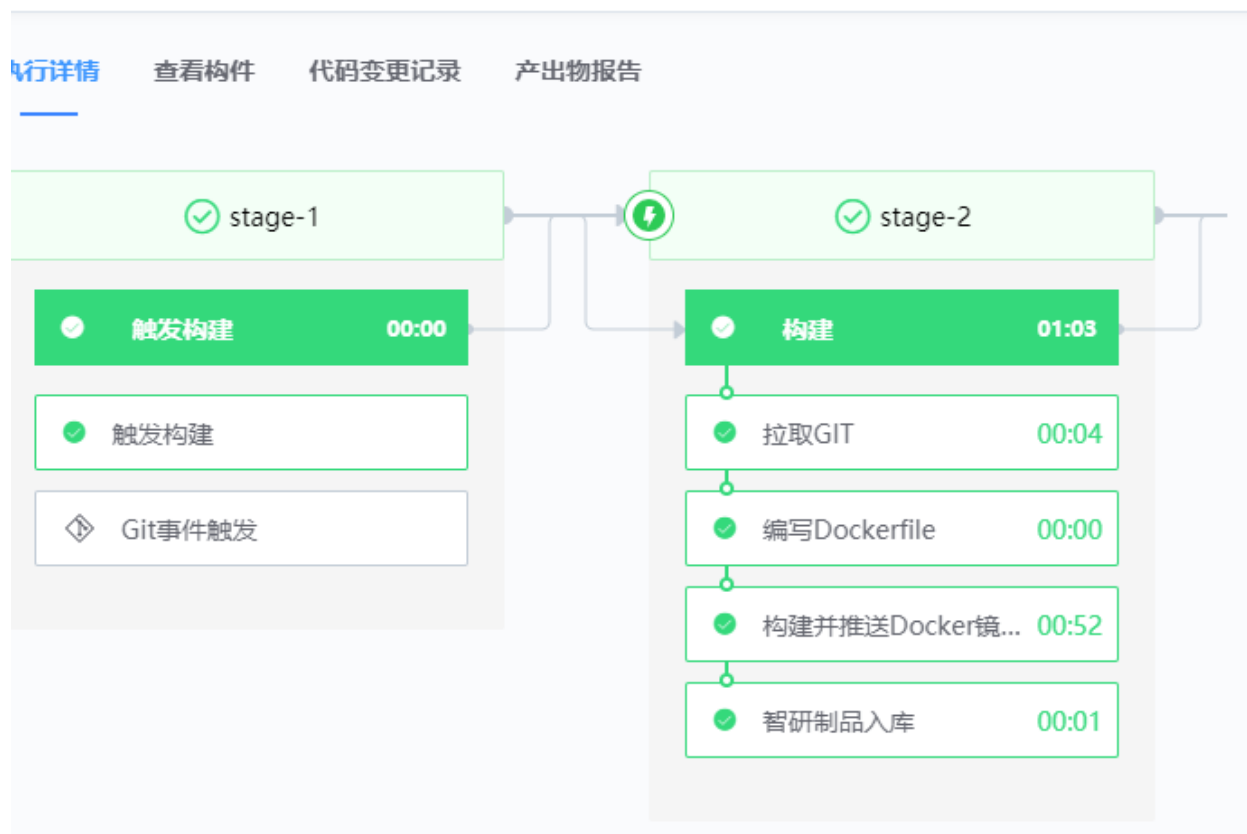 执行详情 查看构件 代码变更记录 产出物报告
stage-1
触发构建 00:00
触发构建
Git事件触发
stage-2
构建 01:03
拉取GIT 00:04
编写Dockerfile 00:00
构建并推送Docker镜... 00:52
智研制品入库 00:01